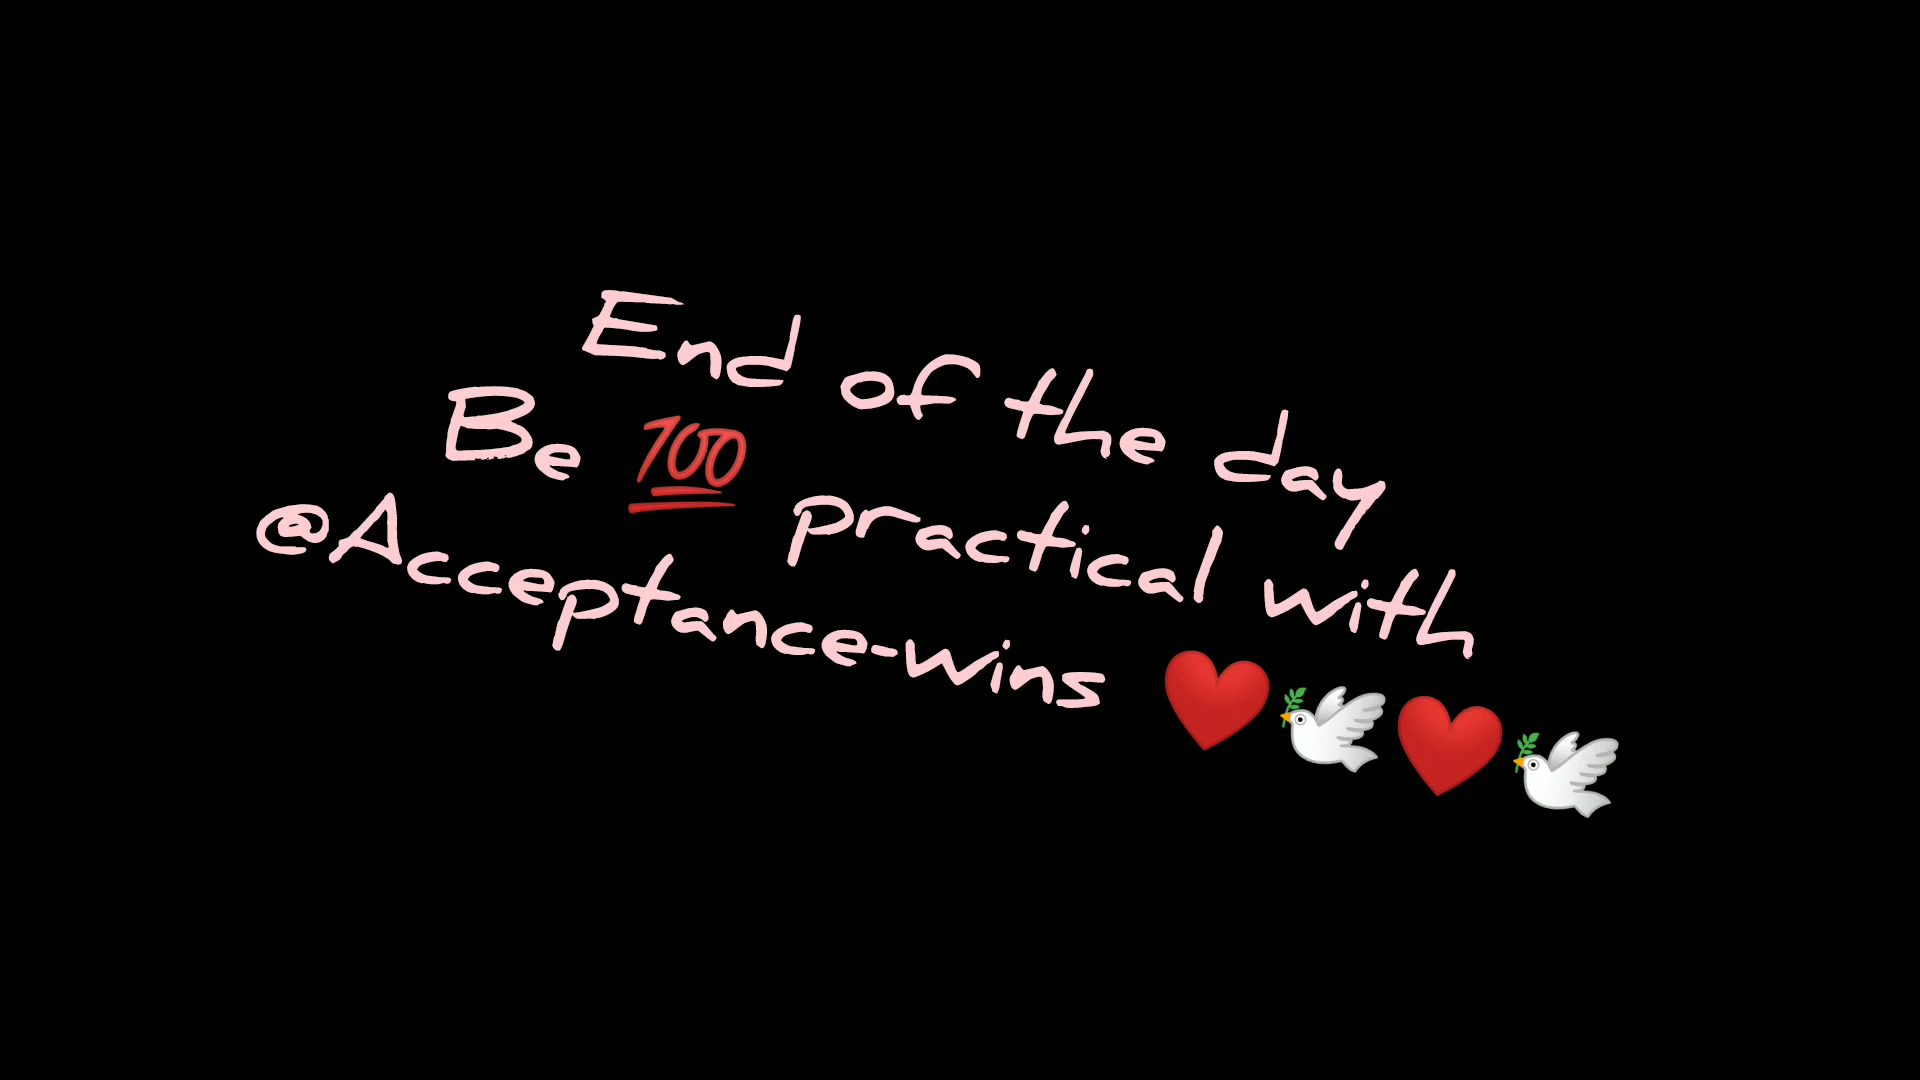 End of the day
Be 💯 practical with
@Acceptance-wins ❤️🕊️❤️🕊️